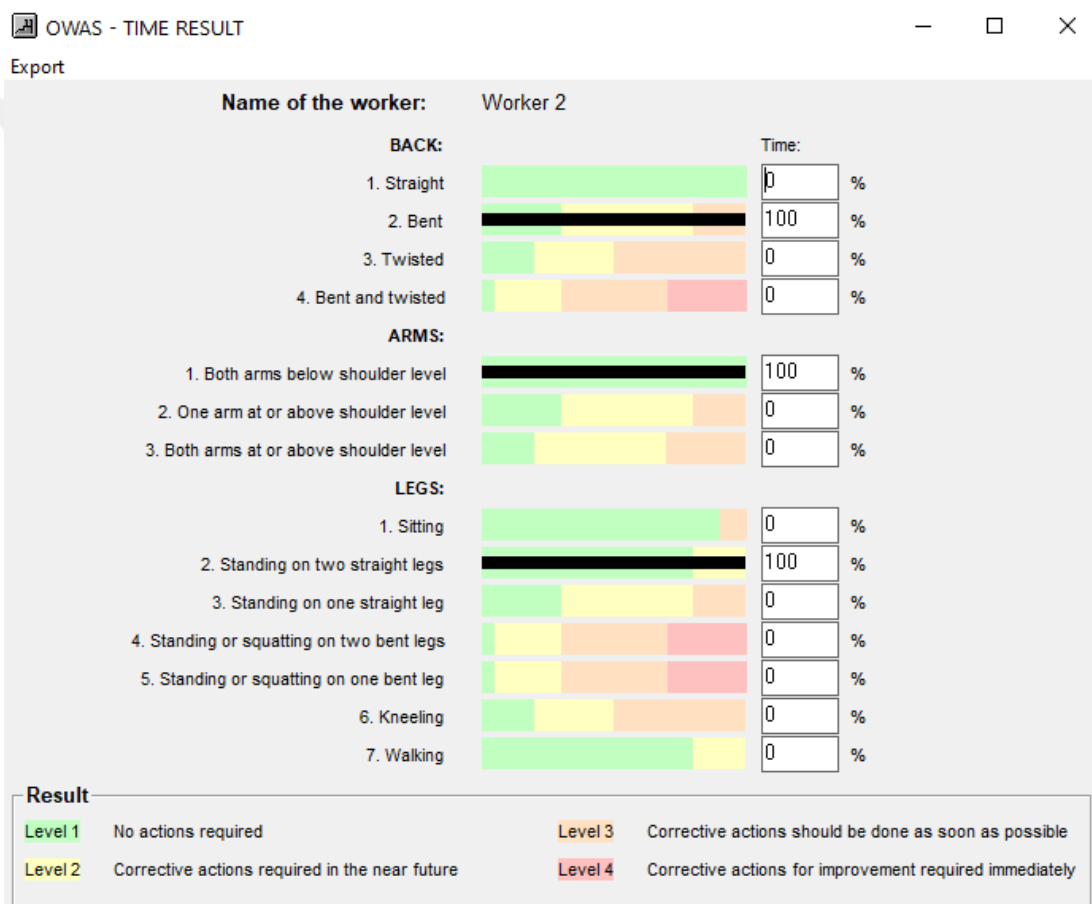 OWAS - TIME RESULT
Export
Name of the worker: Worker 2
BACK: Time:
1. Straight 0 %
2. Bent 100 %
3. Twisted 0 %
4. Bent and twisted 0 %
ARMS:
1. Both arms below shoulder level 100 %
2. One arm at or above shoulder level 0 %
3. Both arms at or above shoulder level 0 %
LEGS:
1. Sitting 0 %
2. Standing on two straight legs 100 %
3. Standing on one straight leg 0 %
4. Standing or squatting on two bent legs 0 %
5. Standing or squatting on one bent leg 0 %
6. Kneeling 0 %
7. Walking 0 %
Result
Level 1 No actions required Level 3 Corrective actions should be done as soon as possible
Level 2 Corrective actions required in the near future Level 4 Corrective actions for improvement required immediately